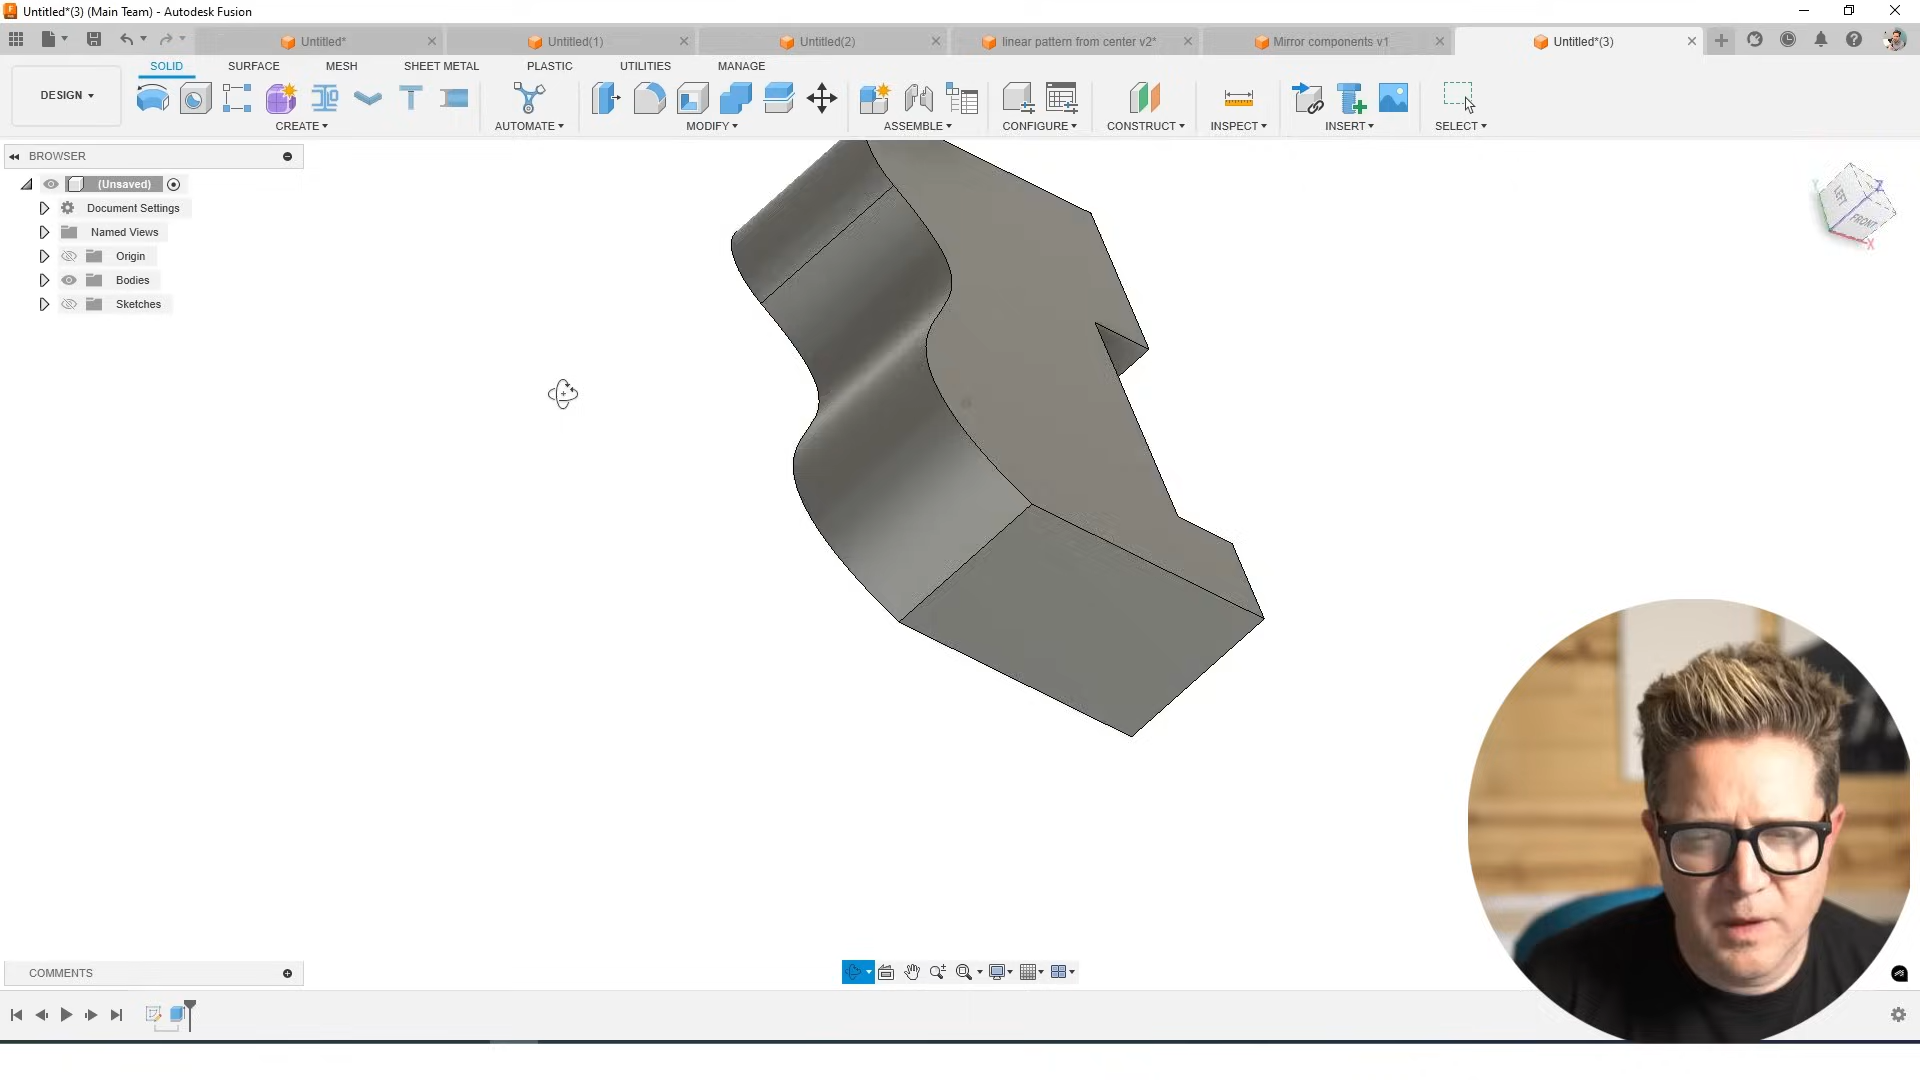 Untitled*(3) (Main Team) - Autodesk Fusion
Untitled*
Untitled(1)
Untitled(2)
linear pattern from center v2*
Mirror components v1
Untitled*(3)
SOLID
SURFACE
MESH
SHEET METAL
PLASTIC
UTILITIES
MANAGE
DESIGN
CREATE
AUTOMATE
MODIFY
ASSEMBLE
CONFIGURE
CONSTRUCT
INSPECT
INSERT
SELECT
BROWSER
(Unsaved)
Document Settings
Named Views
Origin
Bodies
Sketches
LEFT
FRONT
Y
Z
X
COMMENTS